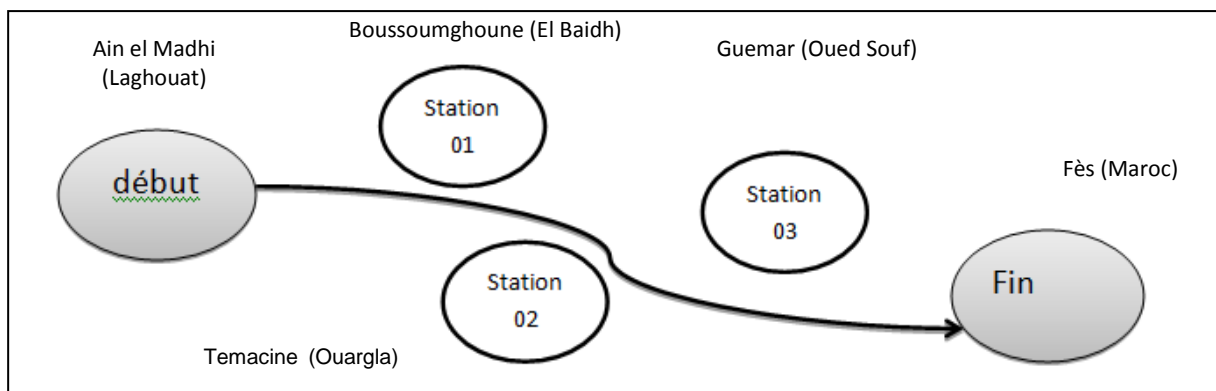 Ain el Madhi
(Laghouat)
Boussoumghoune (El Baidh)
Guemar (Oued Souf)
Station
01
début
Station
03
Fès (Maroc)
Station
02
Fin
Temacine (Ouargla)